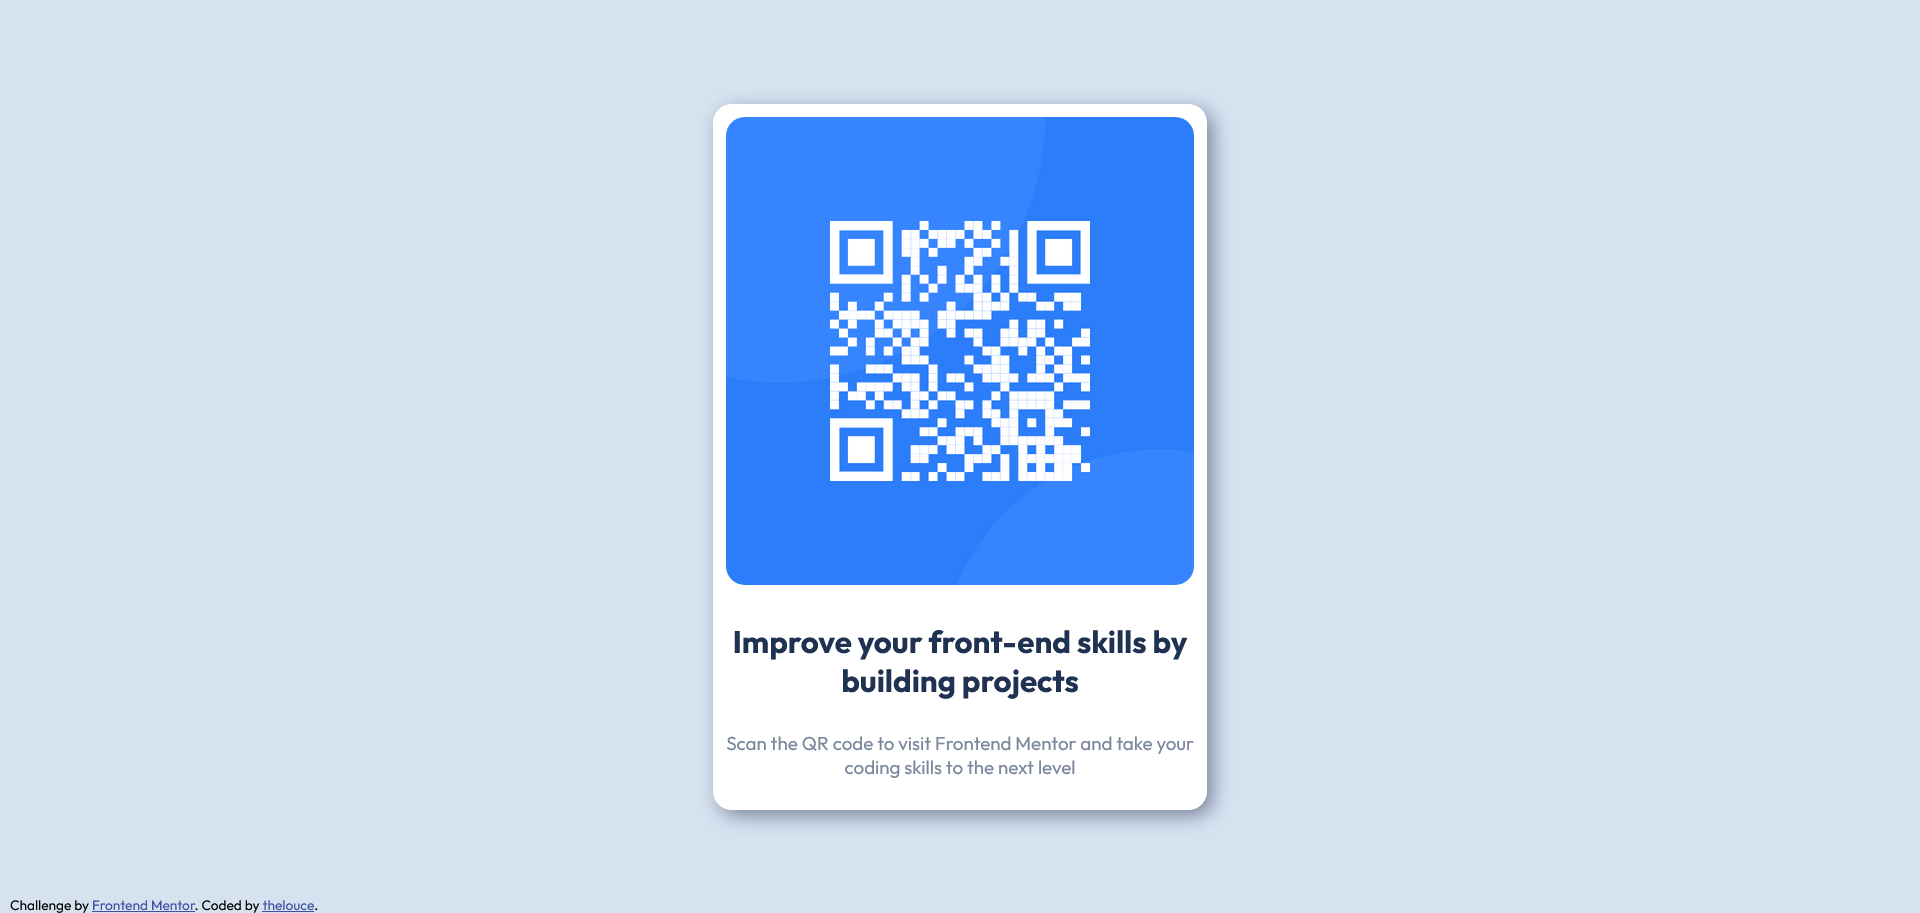 Improve your front-end skills by
building projects
Scan the QR code to visit Frontend Mentor and take your
coding skills to the next level
Challenge by Frontend Mentor. Coded by thelouce.